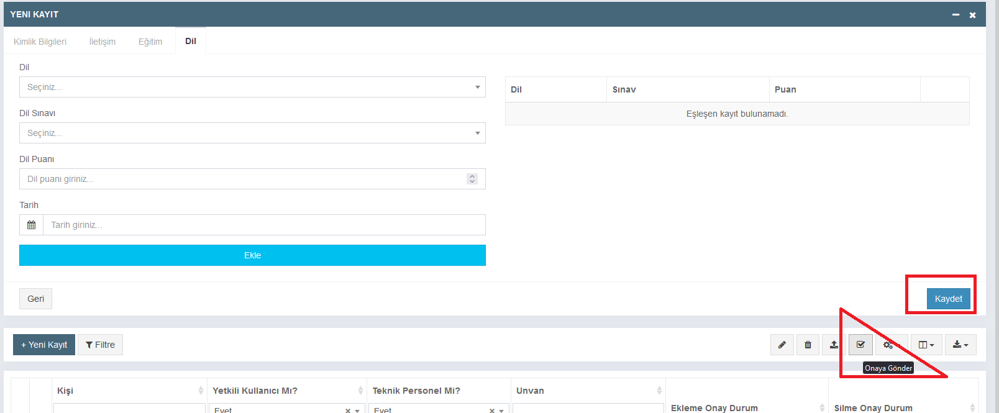 YENİ KAYIT
Kimlik Bilgileri İletişim Eğitim Dil
Dil
Seçiniz...
Dil Sınavı
Seçiniz...
Dil Puanı
Dil puanı giriniz...
Tarih
Tarih giriniz...
Ekle
Dil Sınav Puan
Eşleşen kayıt bulunamadı.
Geri Kaydet
+ Yeni Kayıt Filtre
Onaya Gönder
Kişi Yetkili Kullanıcı Mı? Teknik Personel Mi? Unvan
Evet Evet
Ekleme Onay Durum Silme Onay Durum